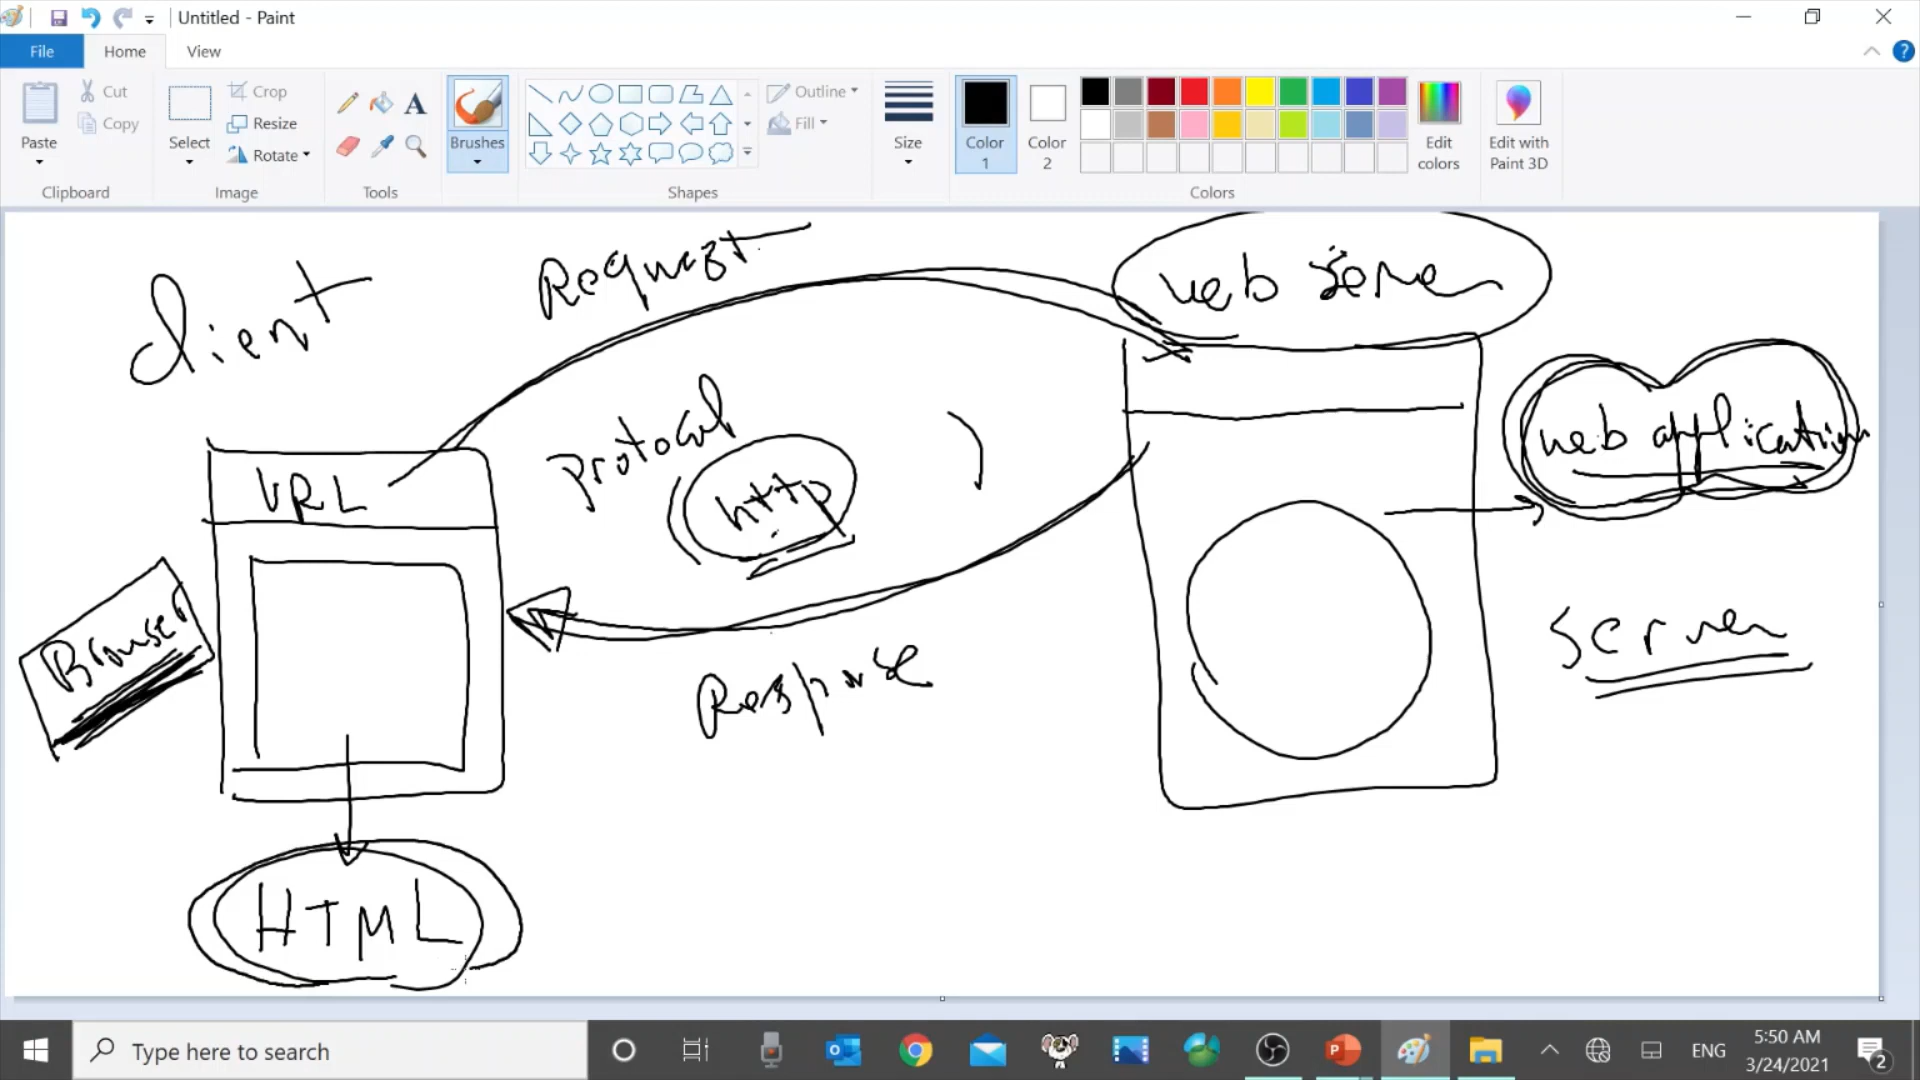 Untitled - Paint
File
Home
View
Paste
Cut
Copy
Clipboard
Select
Crop
Resize
Rotate
Image
A
Tools
Brushes
Shapes
Outline
Fill
Size
Color 1
Color 2
Colors
Edit colors
Edit with Paint 3D
Client
Request
web server
protocol
http
URL
web application
Browser
Response
Server
HTML
Type here to search
ENG
5:50 AM
3/24/2021
2